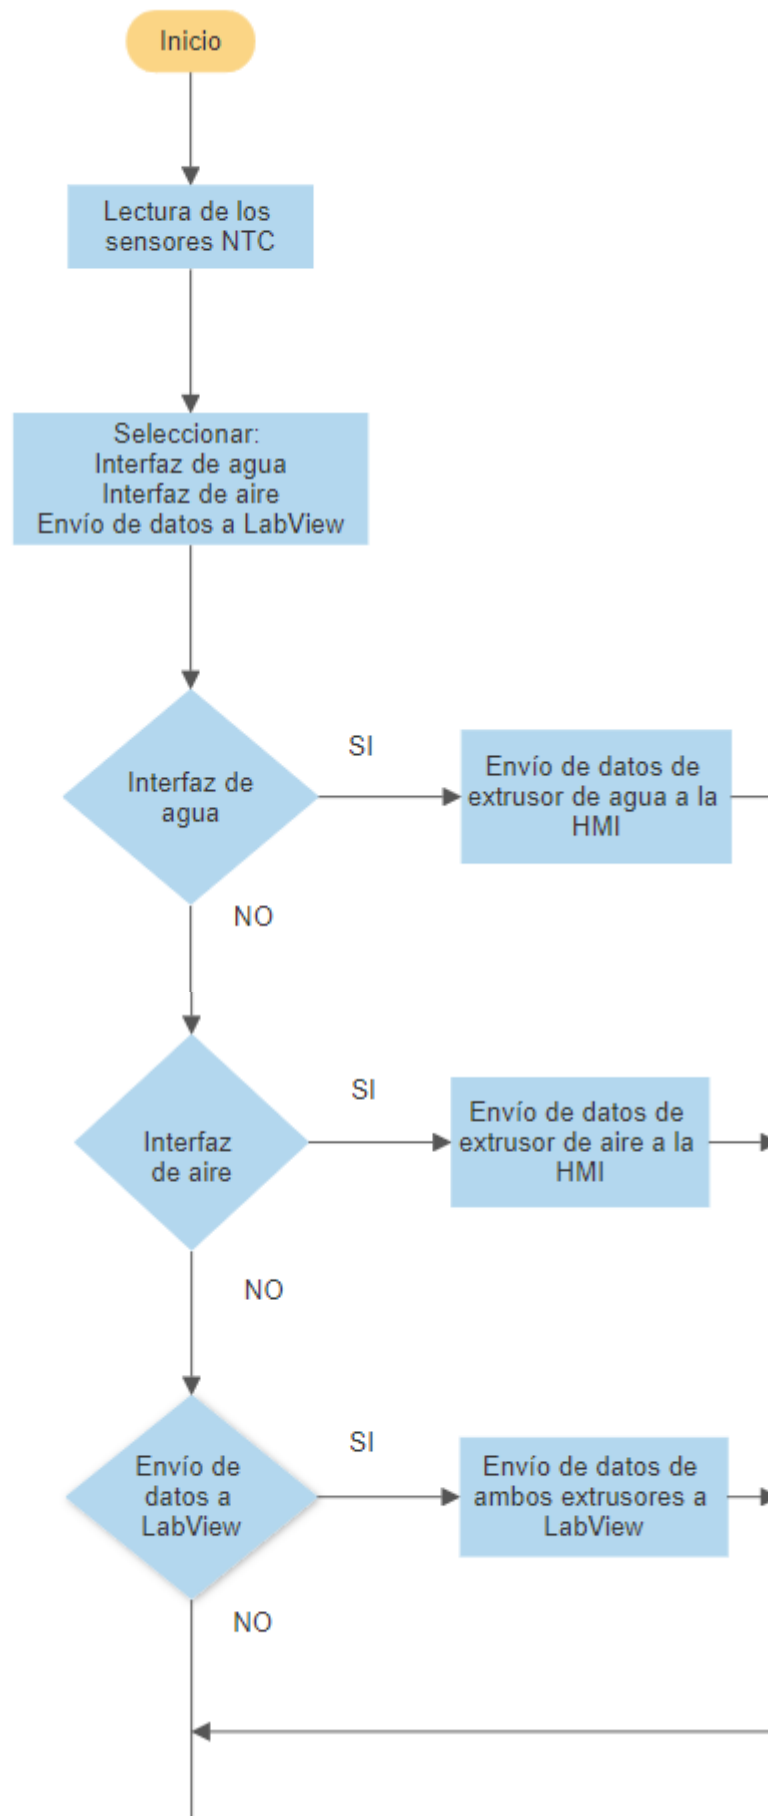 Inicio
Lectura de los
sensores NTC
Seleccionar:
Interfaz de agua
Interfaz de aire
Envío de datos a LabView
Interfaz de
agua
SI
Envío de datos de
extrusor de agua a la
HMI
NO
Interfaz
de aire
SI
Envío de datos de
extrusor de aire a la
HMI
NO
Envío de
datos a
LabView
SI
Envío de datos de
ambos extrusores a
LabView
NO